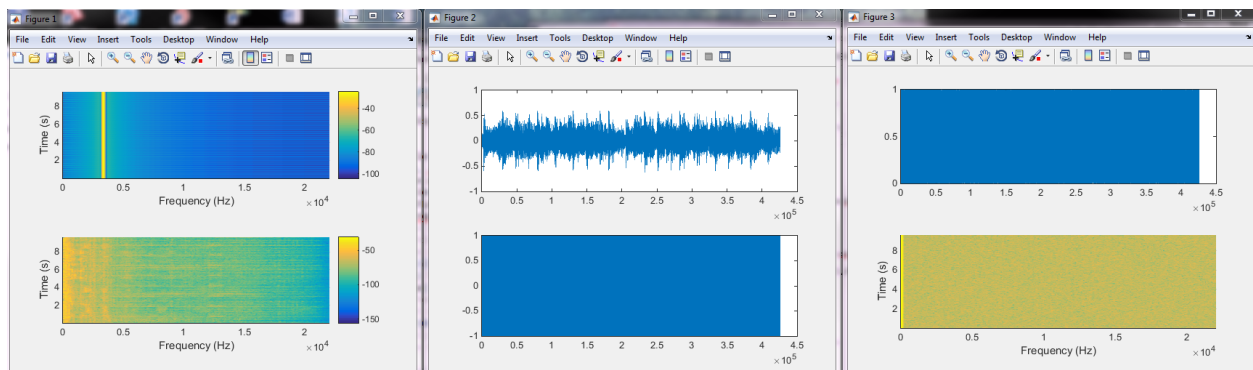 Figure 1
File Edit View Insert Tools Desktop Window Help
Time (s)
8
6
4
2
0 0.5 1 1.5 2
× 10^4
Frequency (Hz)
-40
-60
-80
-100
Time (s)
8
6
4
2
0 0.5 1 1.5 2
× 10^4
Frequency (Hz)
-50
-100
-150
Figure 2
File Edit View Insert Tools Desktop Window Help
1
0.5
0
-0.5
-1
0 0.5 1 1.5 2 2.5 3 3.5 4 4.5
× 10^5
1
0.5
0
-0.5
-1
0 0.5 1 1.5 2 2.5 3 3.5 4 4.5
× 10^5
Figure 3
File Edit View Insert Tools Desktop Window Help
1
0.5
0
0 0.5 1 1.5 2 2.5 3 3.5 4 4.5
× 10^5
Time (s)
8
6
4
2
0 0.5 1 1.5 2
× 10^4
Frequency (Hz)